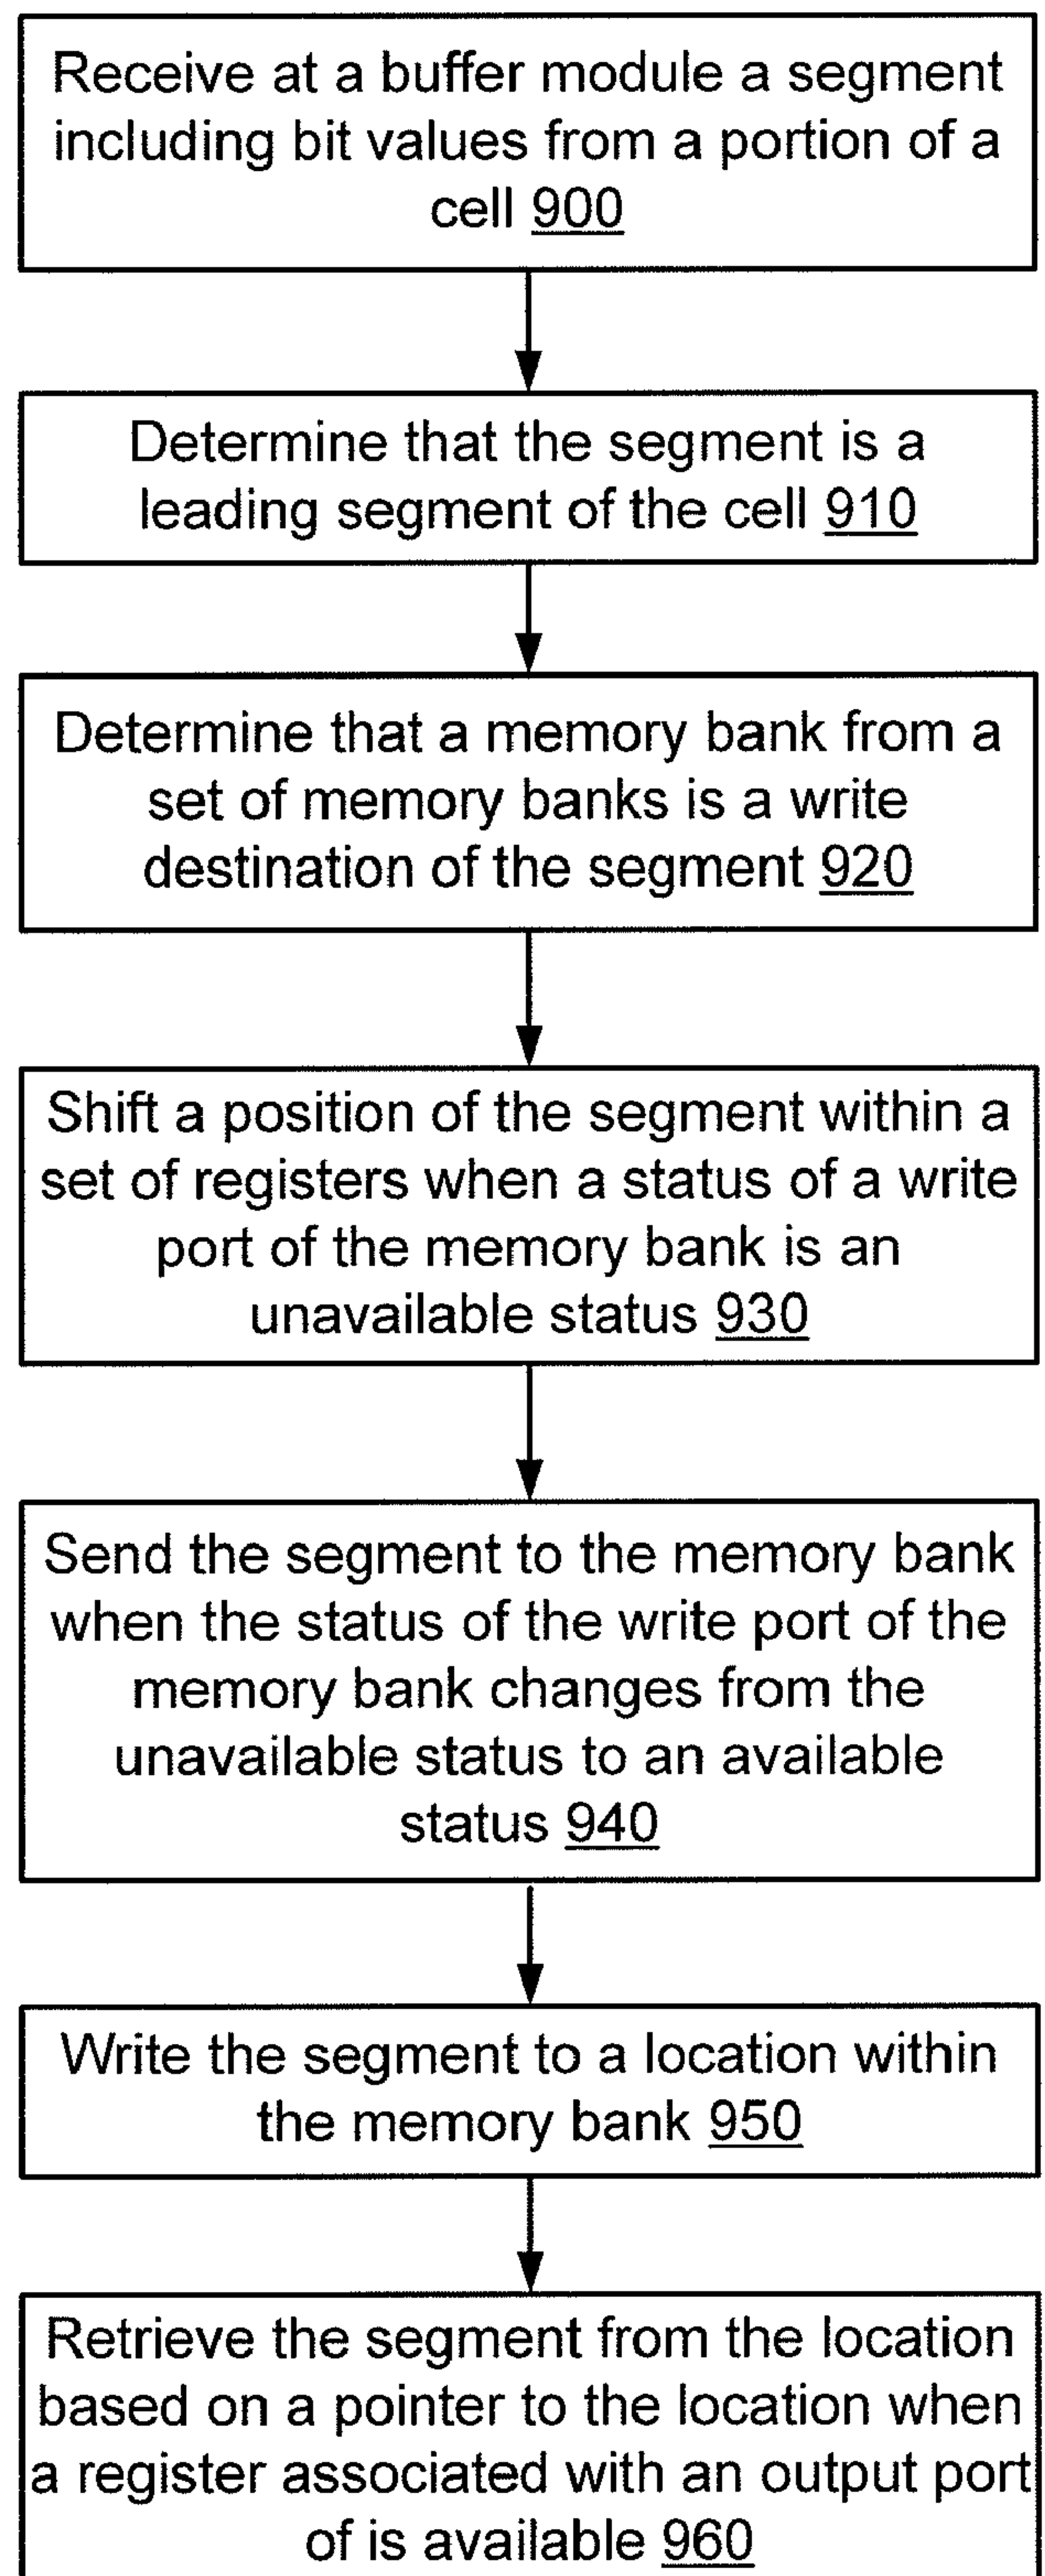 Receive at a buffer module a segment
including bit values from a portion of a
cell 900
Determine that the segment is a
leading segment of the cell 910
Determine that a memory bank from a
set of memory banks is a write
destination of the segment 920
Shift a position of the segment within a
set of registers when a status of a write
port of the memory bank is an
unavailable status 930
Send the segment to the memory bank
when the status of the write port of the
memory bank changes from the
unavailable status to an available
status 940
Write the segment to a location within
the memory bank 950
Retrieve the segment from the location
based on a pointer to the location when
a register associated with an output port
of is available 960